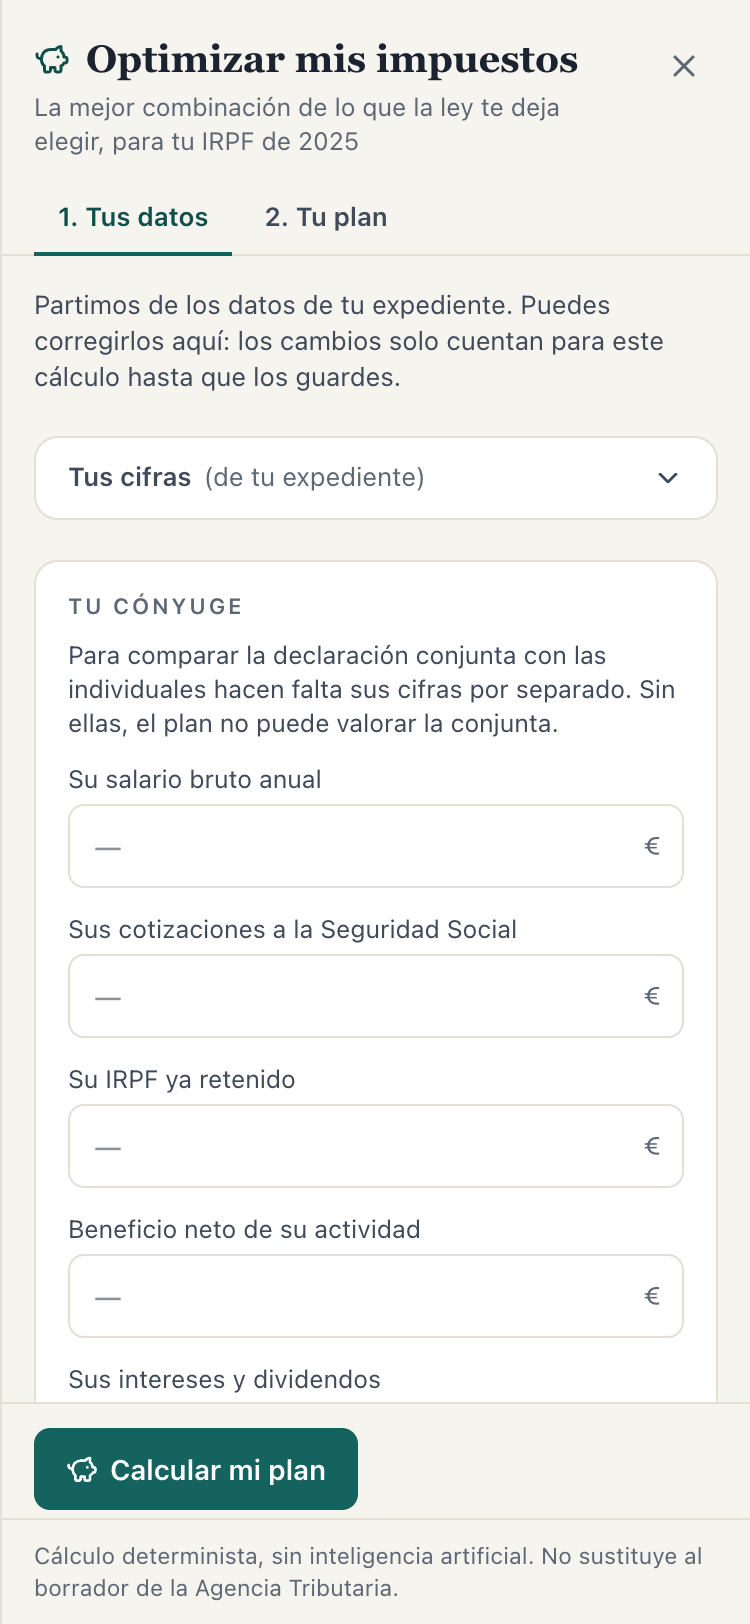 Optimizar mis impuestos
La mejor combinación de lo que la ley te deja
elegir, para tu IRPF de 2025
1. Tus datos
2. Tu plan
Partimos de los datos de tu expediente. Puedes
corregirlos aquí: los cambios solo cuentan para este
cálculo hasta que los guardes.
Tus cifras (de tu expediente)
TU CÓNYUGE
Para comparar la declaración conjunta con las
individuales hacen falta sus cifras por separado. Sin
ellas, el plan no puede valorar la conjunta.
Su salario bruto anual
— €
Sus cotizaciones a la Seguridad Social
— €
Su IRPF ya retenido
— €
Beneficio neto de su actividad
— €
Sus intereses y dividendos
Calcular mi plan
Cálculo determinista, sin inteligencia artificial. No sustituye al
borrador de la Agencia Tributaria.